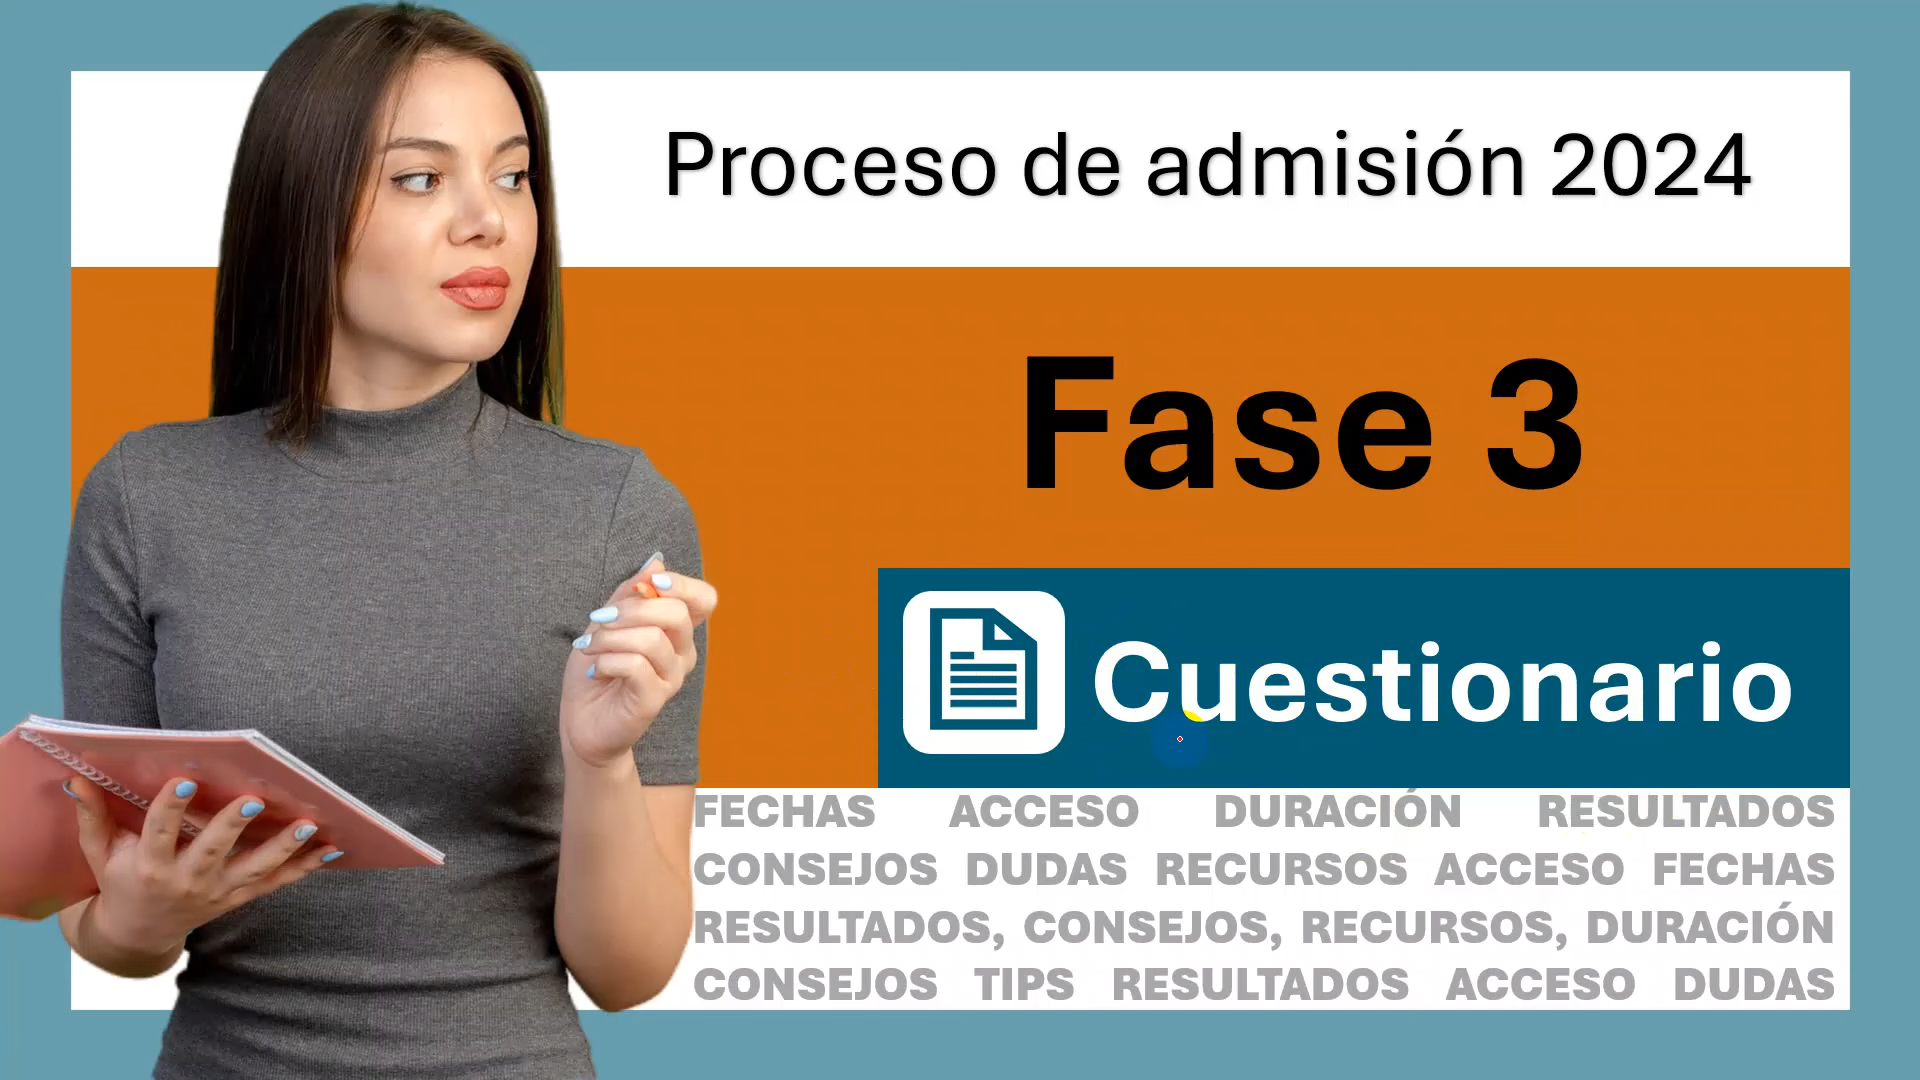 Proceso de admisión 2024
Fase 3
Cuestionario
FECHAS ACCESO DURACIÓN RESULTADOS
CONSEJOS DUDAS RECURSOS ACCESO FECHAS
RESULTADOS, CONSEJOS, RECURSOS, DURACIÓN
CONSEJOS TIPS RESULTADOS ACCESO DUDAS